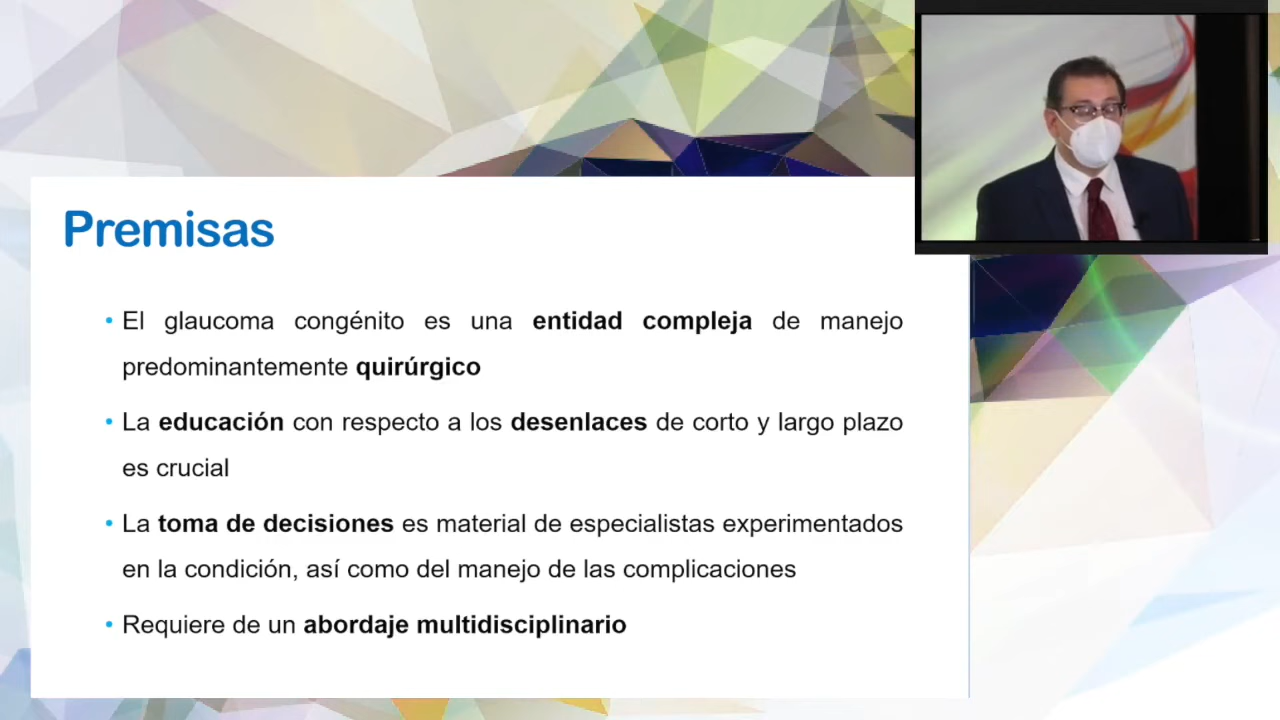 Premisas
• El glaucoma congénito es una entidad compleja de manejo
predominantemente quirúrgico
• La educación con respecto a los desenlaces de corto y largo plazo
es crucial
• La toma de decisiones es material de especialistas experimentados
en la condición, así como del manejo de las complicaciones
• Requiere de un abordaje multidisciplinario